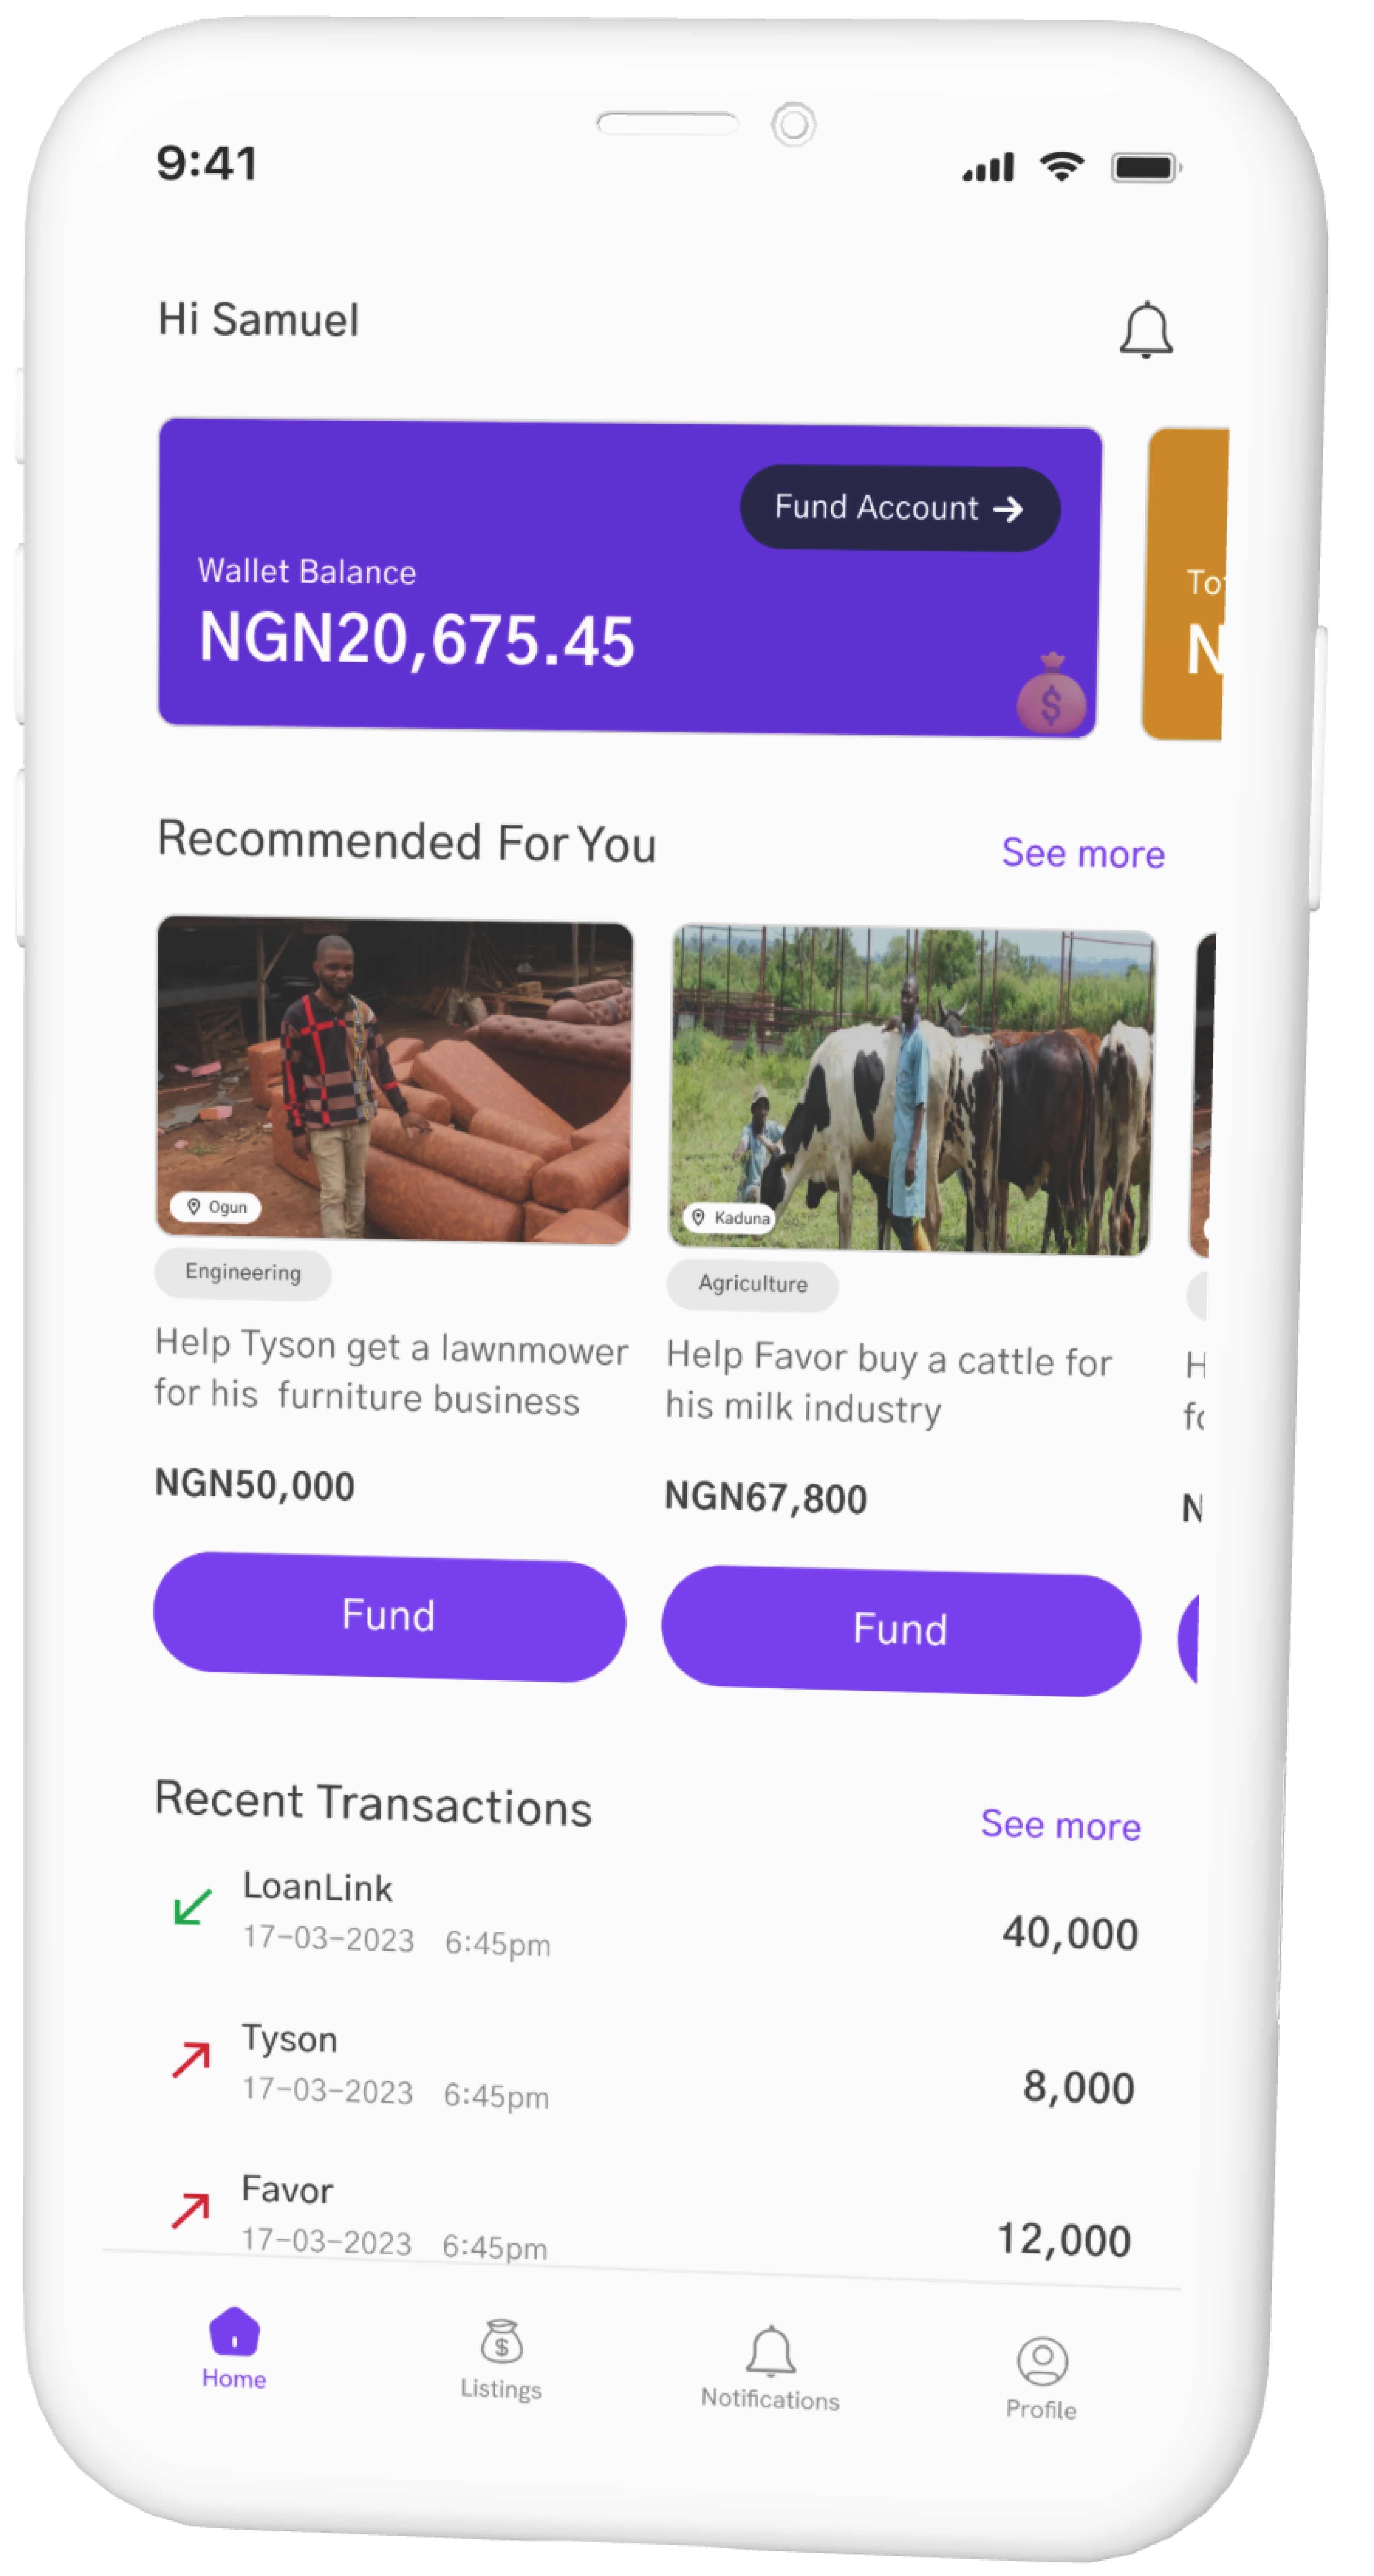 9:41
Hi Samuel
Fund Account
Wallet Balance
NGN20,675.45
$
N
Recommended For You
See more
Ogun
Kaduna
Engineering
Agriculture
Help Tyson get a lawnmower
for his furniture business
Help Favor buy a cattle for
his milk industry
H
NGN50,000
NGN67,800
N
Fund
Fund
Recent Transactions
See more
LoanLink
17-03-2023 6:45pm
40,000
Tyson
17-03-2023 6:45pm
8,000
Favor
17-03-2023 6:45pm
12,000
Home
$
Listings
Notifications
Profile